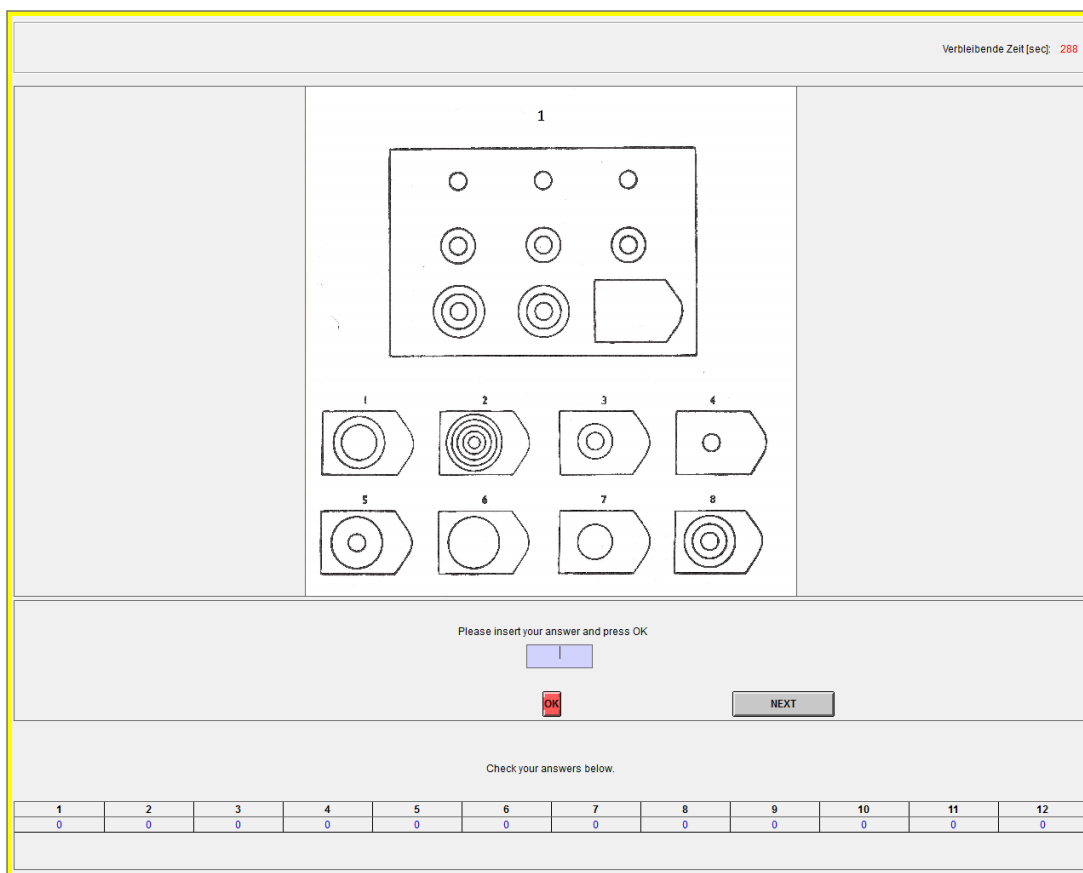 Verbleibende Zeit [sec]: 288
1
1 2 3 4
5 6 7 8
Please insert your answer and press OK
OK NEXT
Check your answers below.
1 2 3 4 5 6 7 8 9 10 11 12
0 0 0 0 0 0 0 0 0 0 0 0